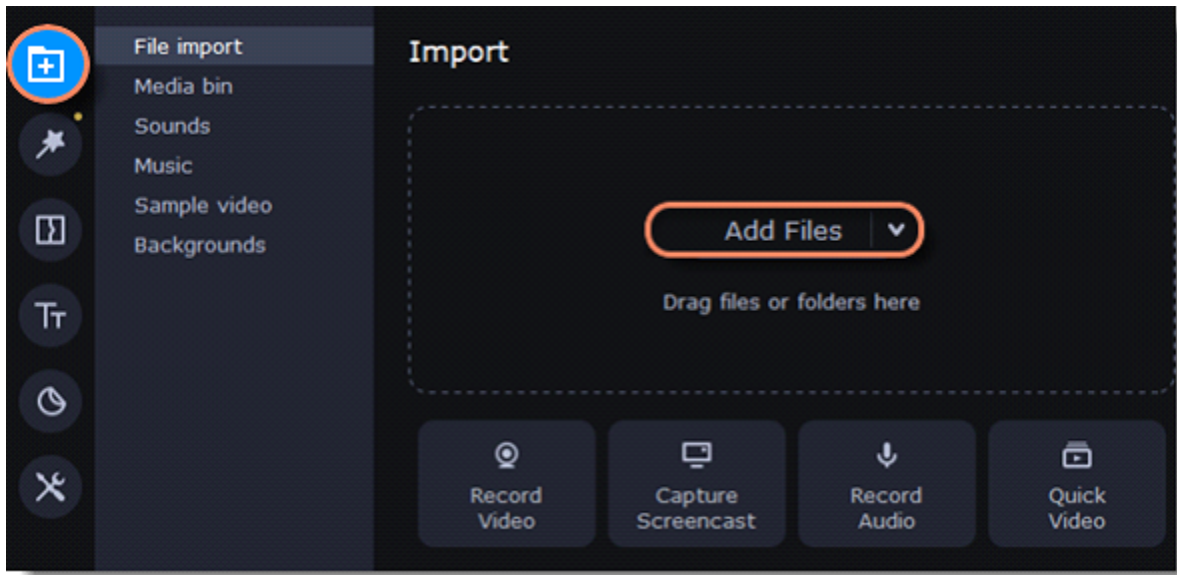 File import
Media bin
Sounds
Music
Sample video
Backgrounds
Import
Add Files
Drag files or folders here
Record
Video
Capture
Screencast
Record
Audio
Quick
Video